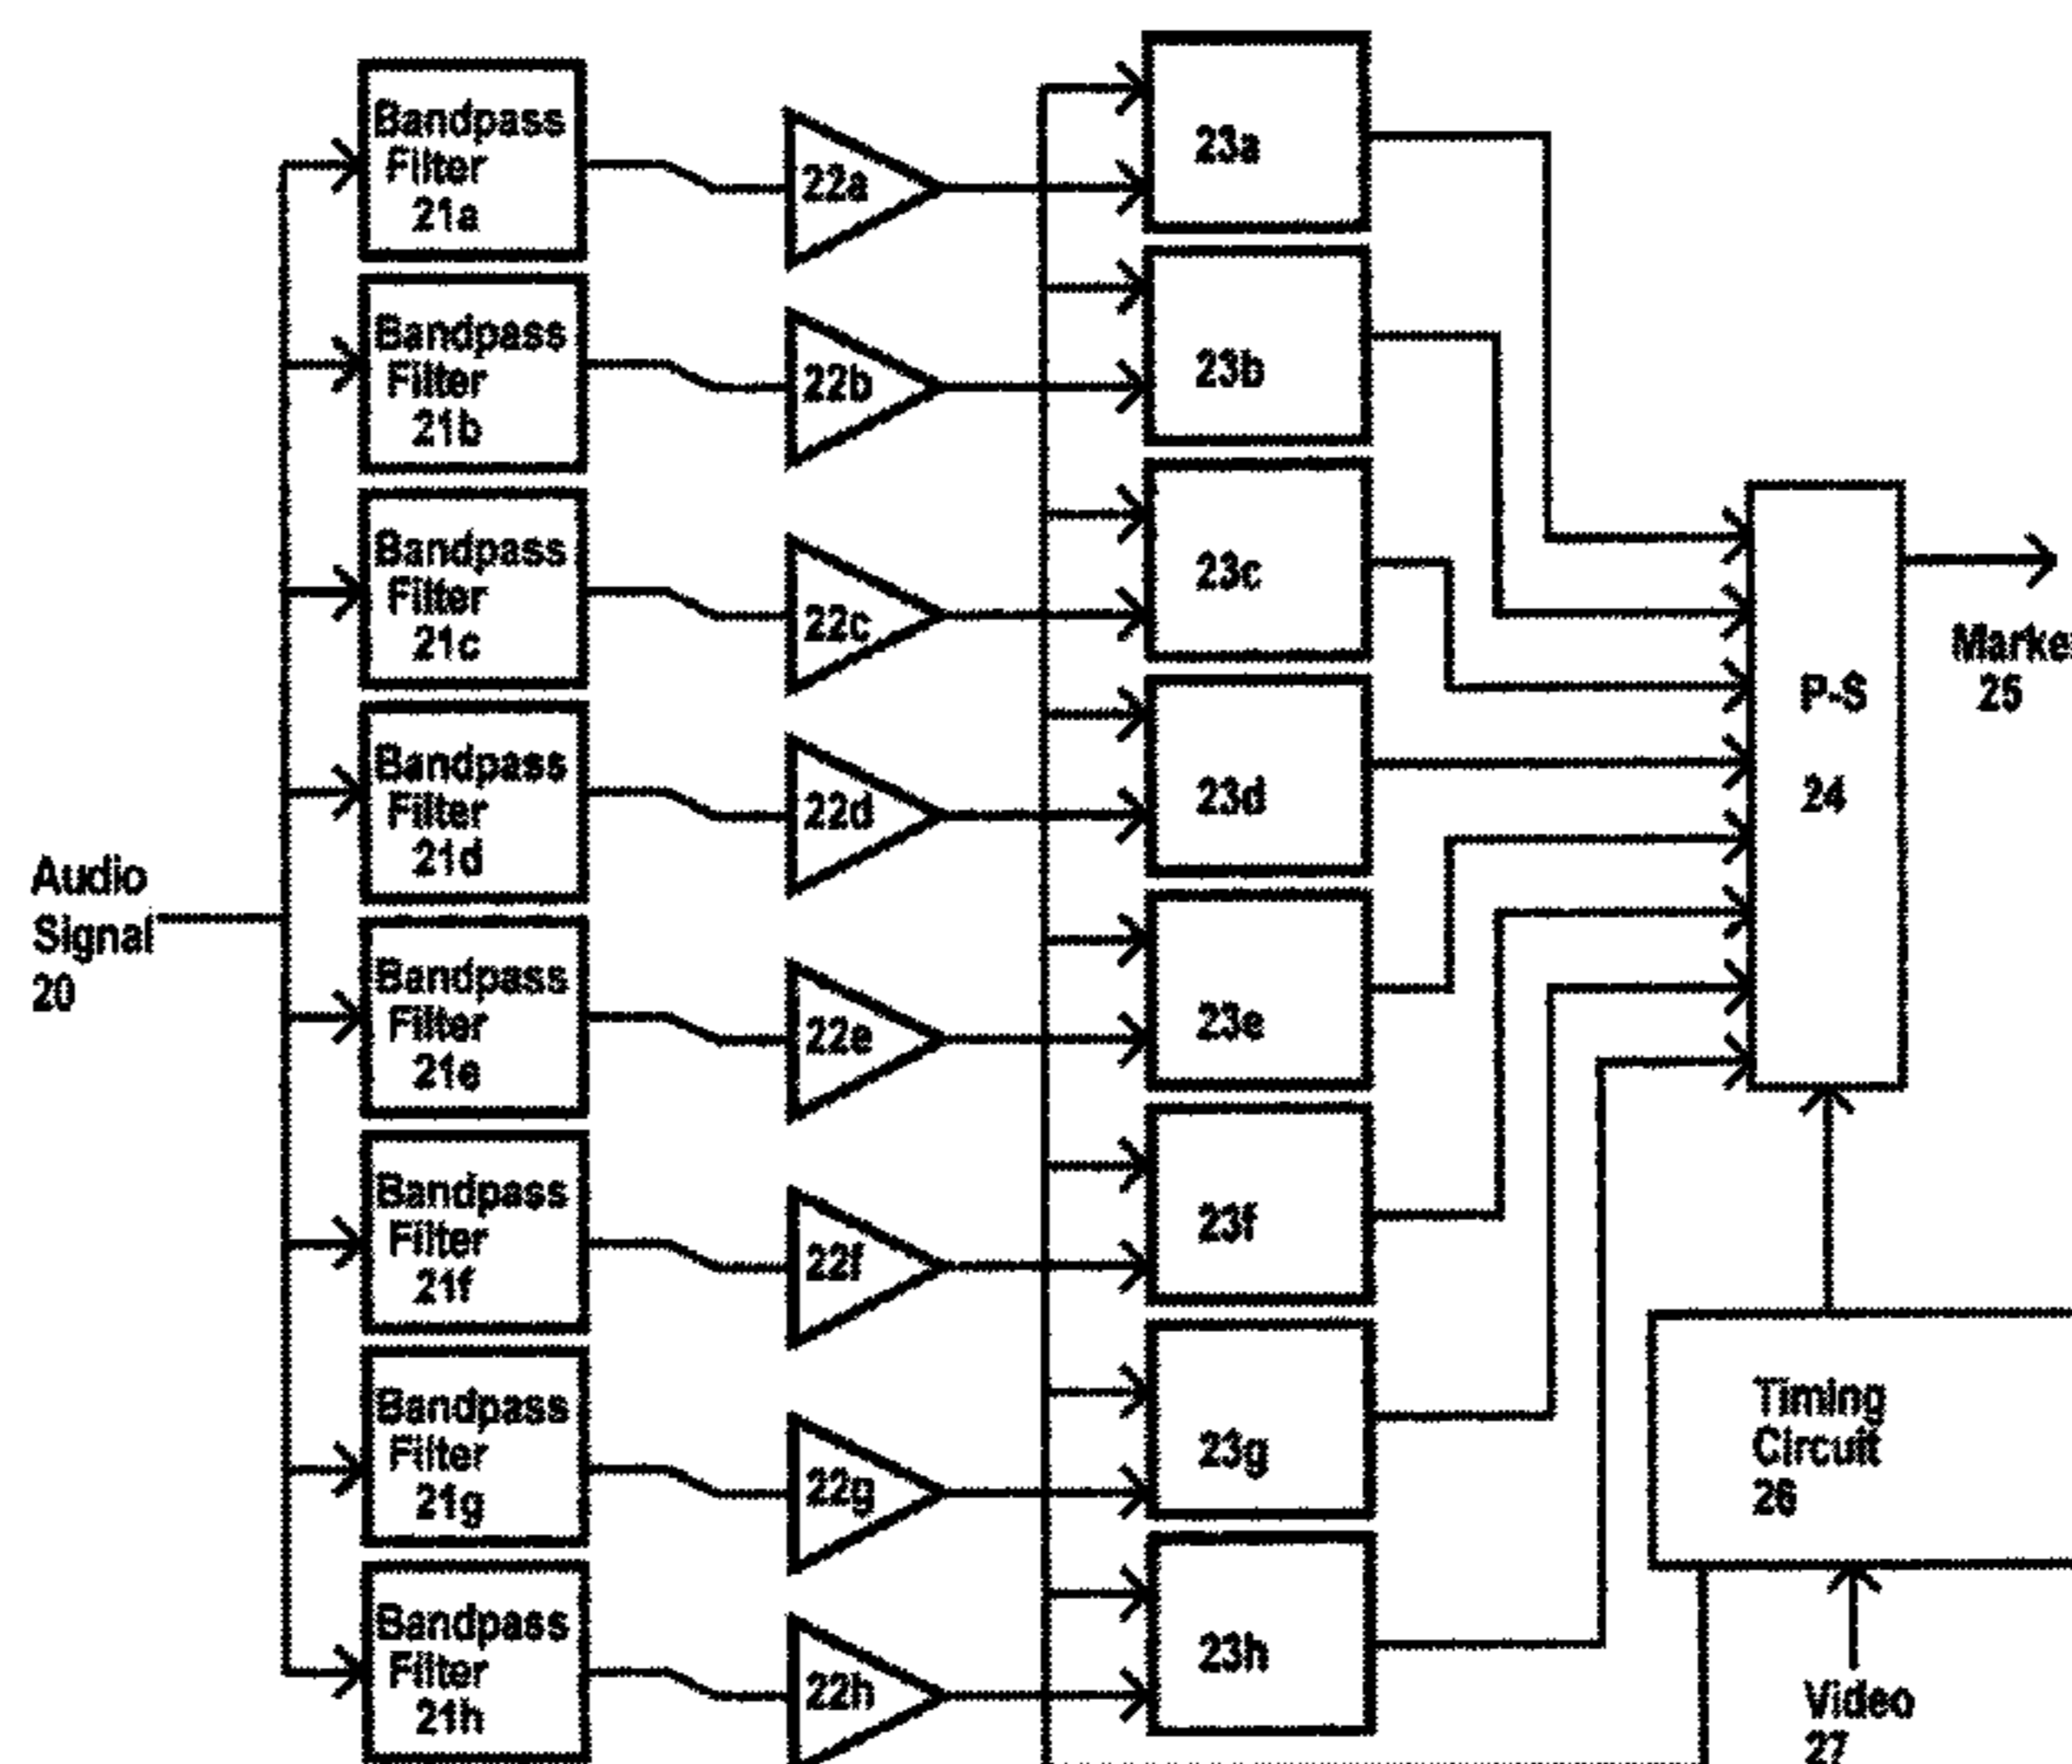 Bandpass
Filter
21a
22a
23a
Bandpass
Filter
21b
22b
23b
Bandpass
Filter
21c
22c
23c
Bandpass
Filter
21d
22d
23d
Bandpass
Filter
21e
22e
23e
Bandpass
Filter
21f
22f
23f
Bandpass
Filter
21g
22g
23g
Bandpass
Filter
21h
22h
23h
Audio
Signal
20
P-S
24
25
Timing
Circuit
26
Video
27